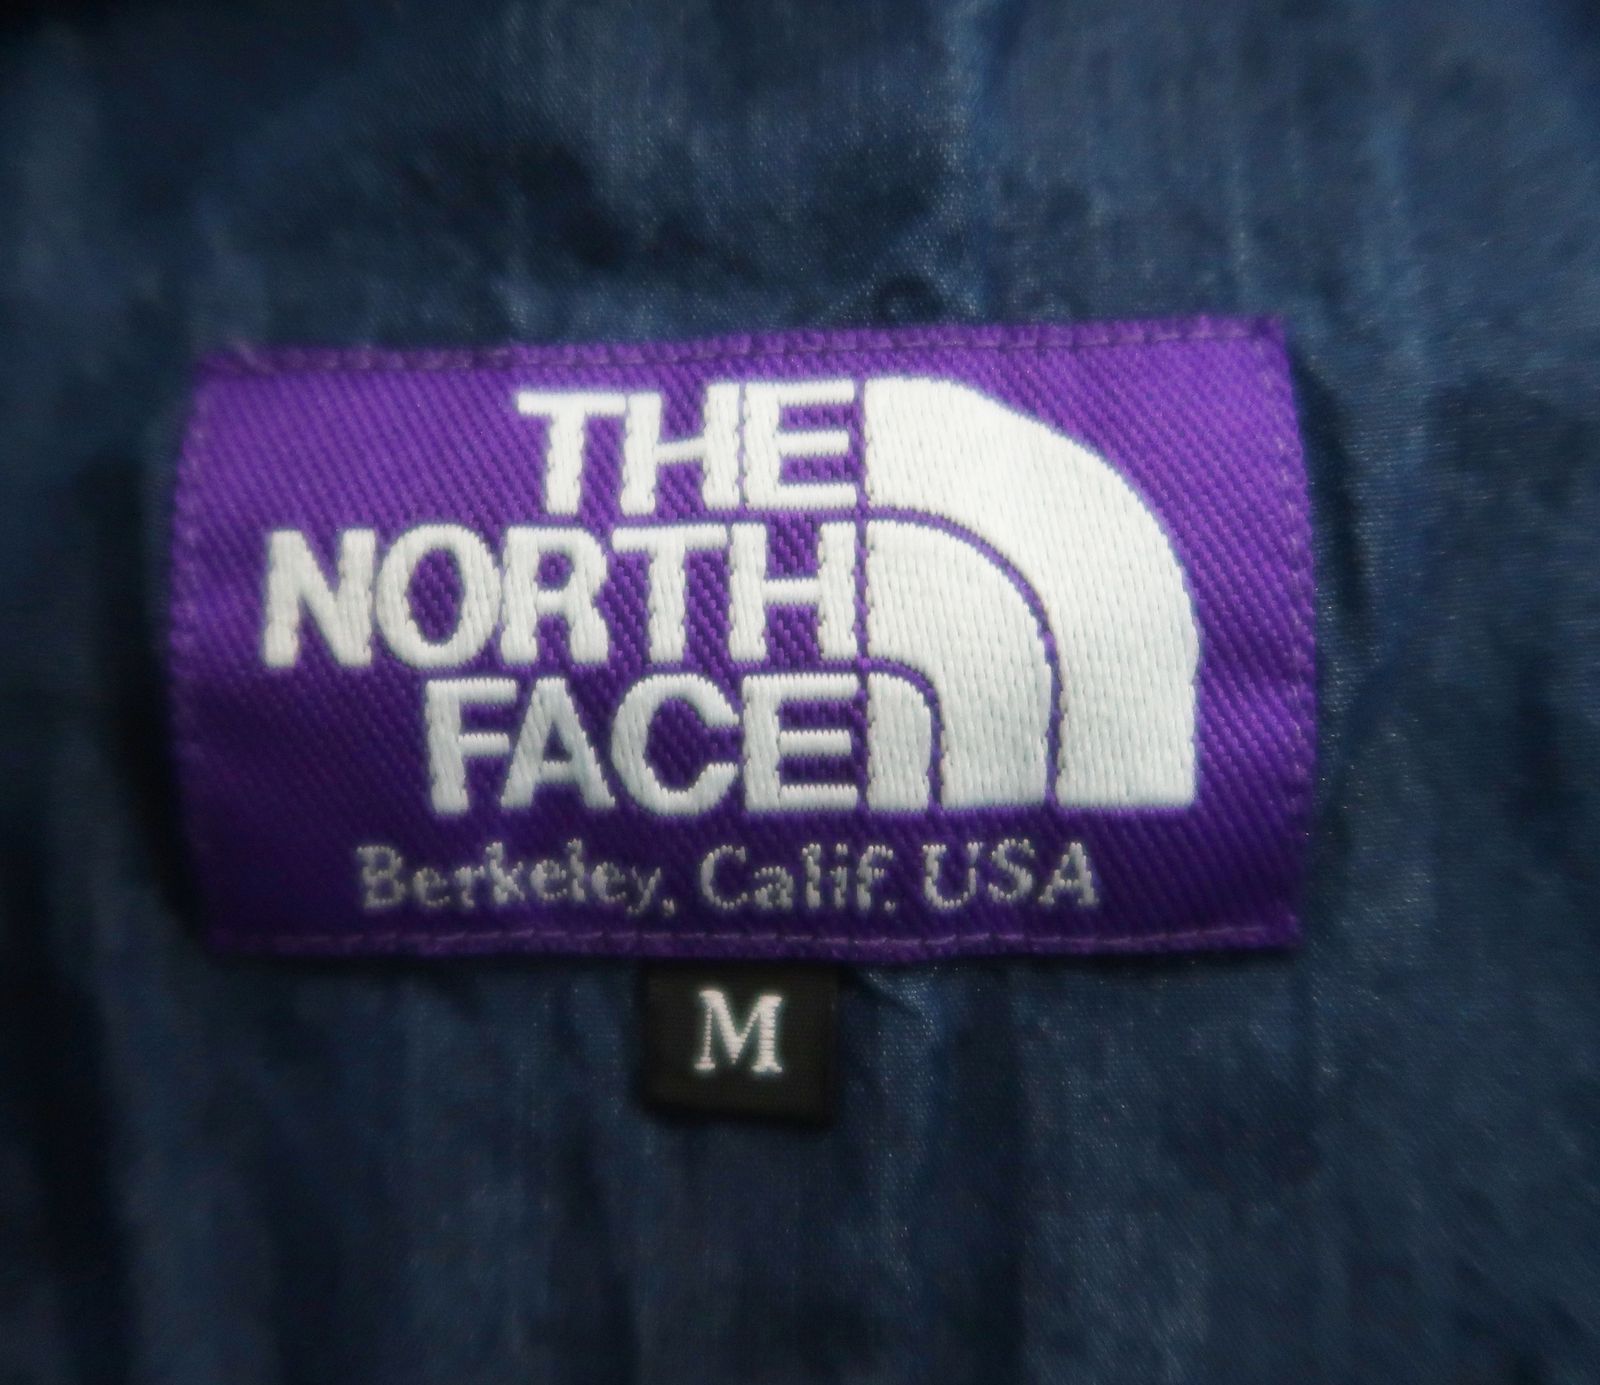 THE
NORTH
FACE
Berkeley, Calif. USA
M